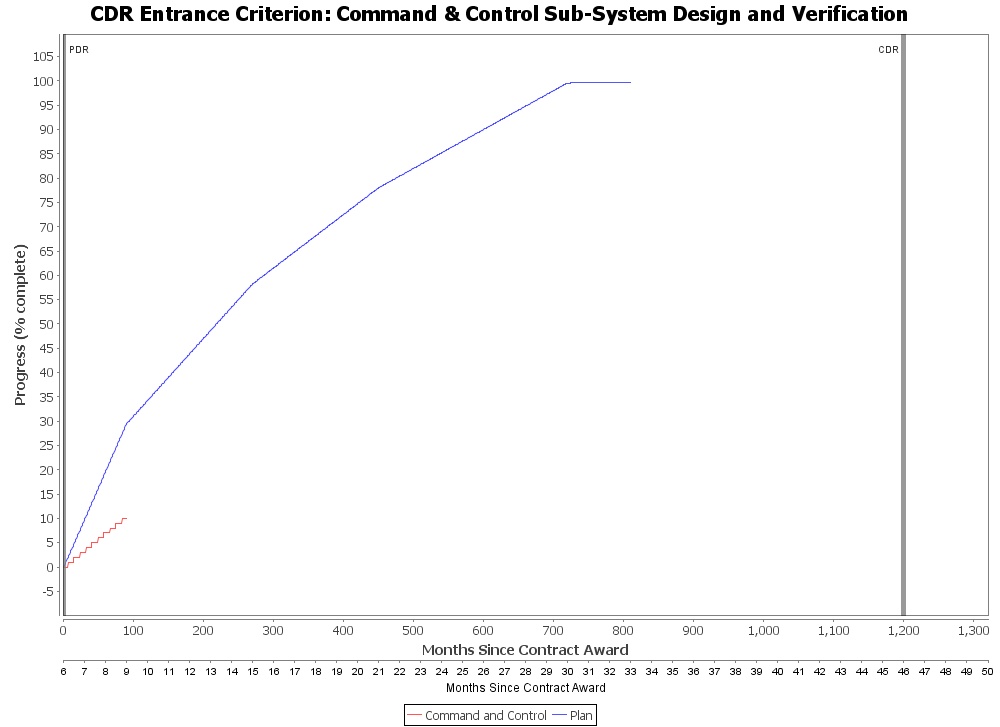 CDR Entrance Criterion: Command & Control Sub-System Design and Verification
PDR
CDR
105
100
95
90
85
80
75
70
65
60
55
50
45
40
35
30
25
20
15
10
5
0
-5
Progress (% complete)
0 100 200 300 400 500 600 700 800 900 1,000 1,100 1,200 1,300
Months Since Contract Award
6 7 8 9 10 11 12 13 14 15 16 17 18 19 20 21 22 23 24 25 26 27 28 29 30 31 32 33 34 35 36 37 38 39 40 41 42 43 44 45 46 47 48 49 50
Months Since Contract Award
Command and Control Plan